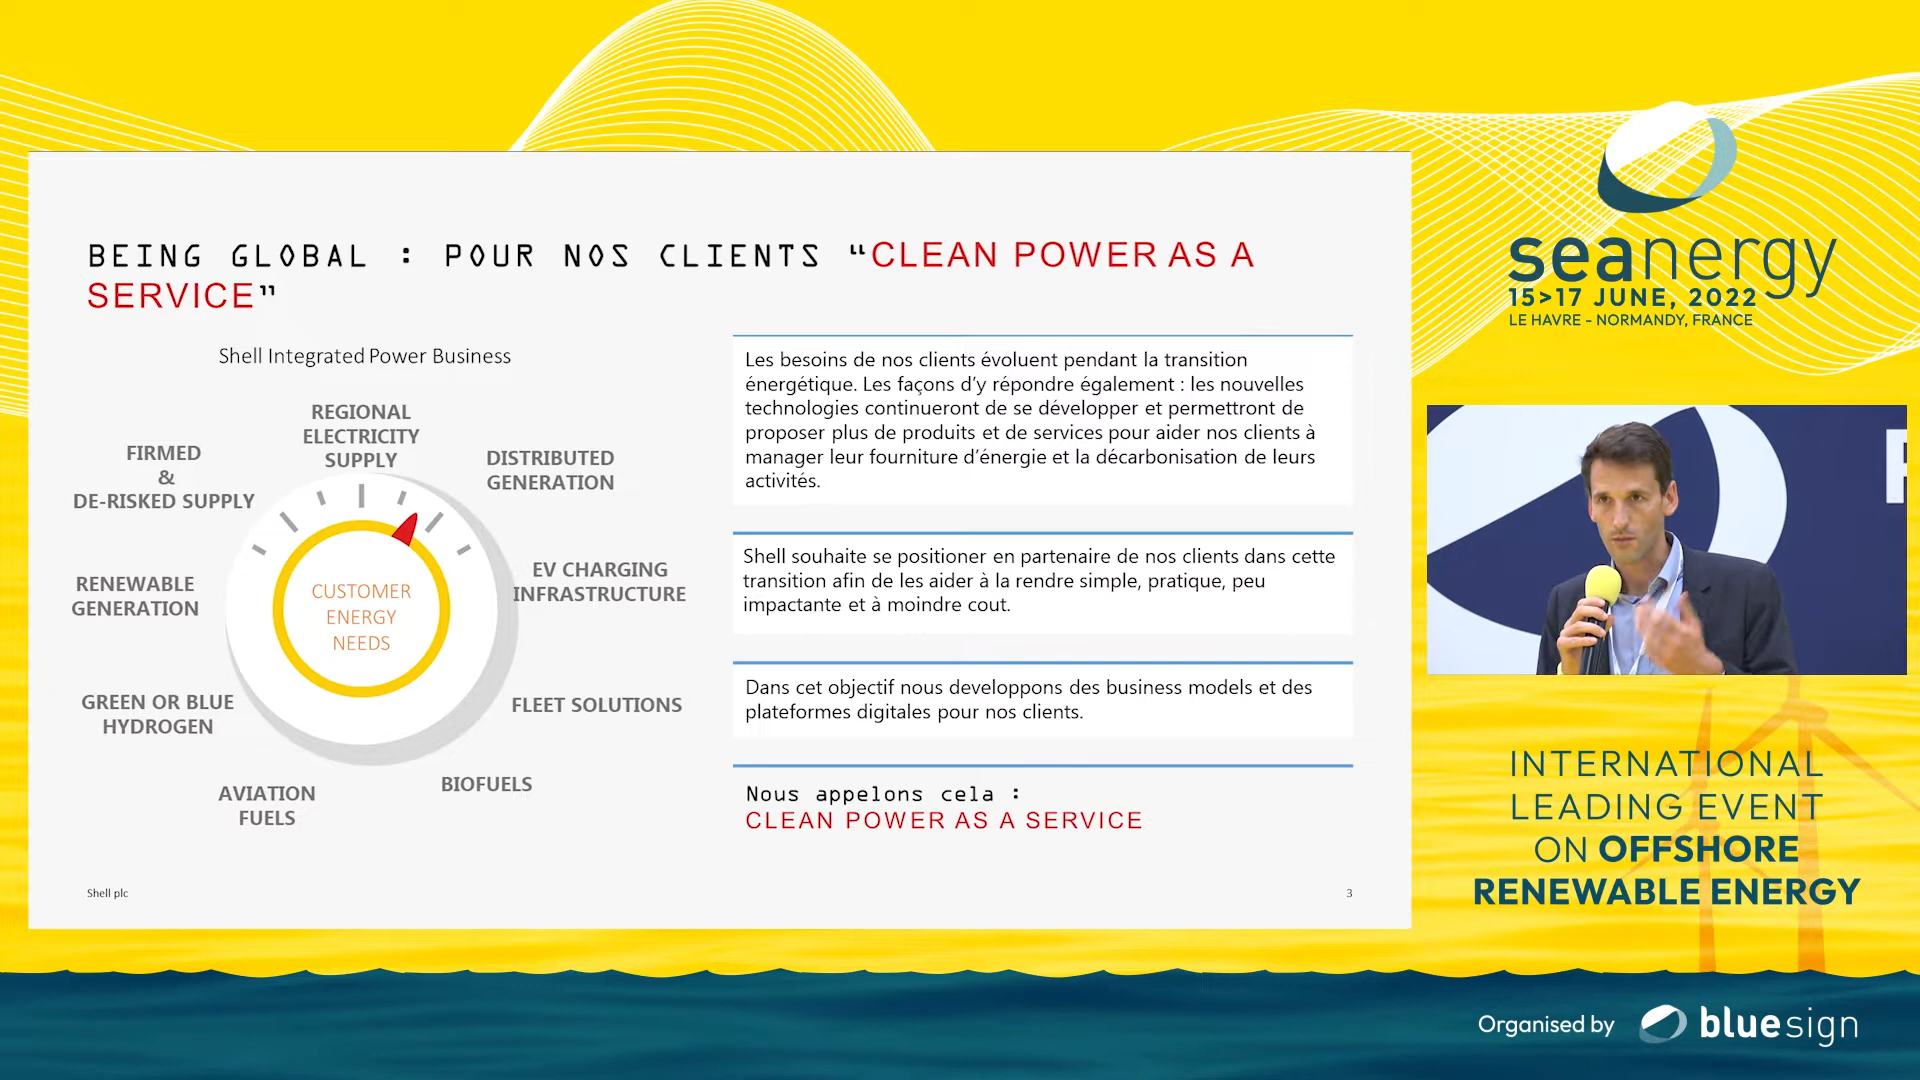 BEING GLOBAL : POUR NOS CLIENTS “CLEAN POWER AS A
SERVICE”
Shell Integrated Power Business
REGIONAL
ELECTRICITY
SUPPLY
FIRMED
&
DE-RISKED SUPPLY
DISTRIBUTED
GENERATION
RENEWABLE
GENERATION
EV CHARGING
INFRASTRUCTURE
CUSTOMER
ENERGY
NEEDS
GREEN OR BLUE
HYDROGEN
FLEET SOLUTIONS
AVIATION
FUELS
BIOFUELS
Les besoins de nos clients évoluent pendant la transition
énergétique. Les façons d’y répondre également : les nouvelles
technologies continueront de se développer et permettront de
proposer plus de produits et de services pour aider nos clients à
manager leur fourniture d’énergie et la décarbonisation de leurs
activités.
Shell souhaite se positionner en partenaire de nos clients dans cette
transition afin de les aider à la rendre simple, pratique, peu
impactante et à moindre cout.
Dans cet objectif nous developpons des business models et des
plateformes digitales pour nos clients.
Nous appelons cela :
CLEAN POWER AS A SERVICE
Shell plc
3
seanergy
15>17 JUNE, 2022
LE HAVRE - NORMANDY, FRANCE
INTERNATIONAL
LEADING EVENT
ON OFFSHORE
RENEWABLE ENERGY
Organised by bluesign